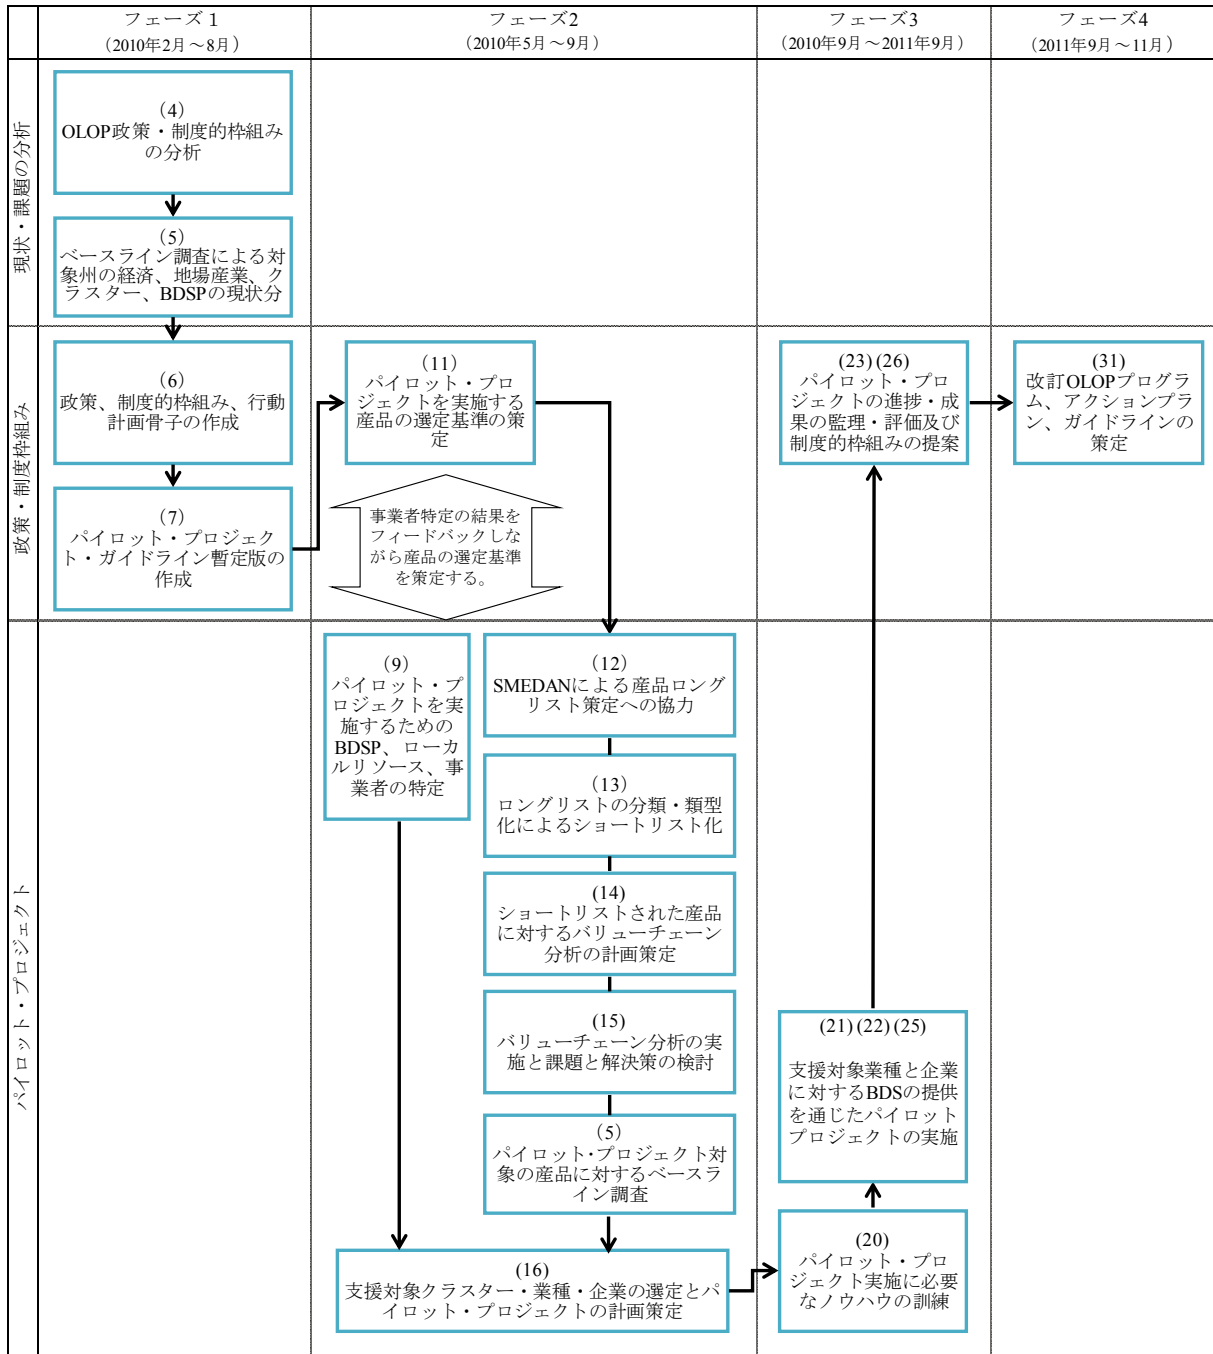 フェーズ１
（2010年2月～8月）
フェーズ2
（2010年5月～9月）
フェーズ3
（2010年9月～2011年9月）
フェーズ4
（2011年9月～11月）
現状・課題の分析
（4）
OLOP政策・制度的枠組み
の分析
（5）
ベースライン調査による対
象州の経済、地場産業、ク
ラスター、BDSPの現状分
政策・制度枠組み
（6）
政策、制度的枠組み、行動
計画骨子の作成
（7）
パイロット・プロジェク
ト・ガイドライン暫定版の
作成
（11）
パイロット・プロ
ジェクトを実施する
産品の選定基準の策
定
事業者特定の結果を
フィードバックしな
がら産品の選定基準
を策定する。
(23) (26)
パイロット・プロ
ジェクトの進捗・成
果の監理・評価及び
制度的枠組みの提案
(31)
改訂OLOPプログラ
ム、アクションプラ
ン、ガイドラインの
策定
パイロット・プロジェクト
（9）
パイロット・プ
ロジェクトを実
施するための
BDSP、ローカ
ルリソース、事
業者の特定
（12）
SMEDANによる産品ロング
リスト策定への協力
（13）
ロングリストの分類・類型
化によるショートリスト化
(14)
ショートリストされた産品
に対するバリューチェーン
分析の計画策定
(15)
バリューチェーン分析の実
施と課題と解決策の検討
(5)
パイロット・プロジェクト対
象の産品に対するベースラ
イン調査
(16)
支援対象クラスター・業種・企業の選定とパ
イロット・プロジェクトの計画策定
(21) (22) (25)
支援対象業種と企業
に対するBDSの提供
を通じたパイロット
プロジェクトの実施
(20)
パイロット・プロ
ジェクト実施に必要
なノウハウの訓練